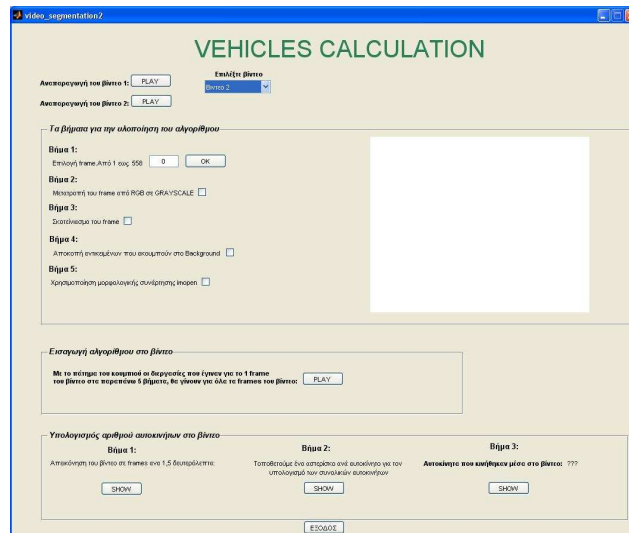 video_segmentation2
VEHICLES CALCULATION
Αναπαραγωγή του βίντεο 1: PLAY
Επιλέξτε βίντεο
Βίντεο 2
Αναπαραγωγή του βίντεο 2: PLAY
Τα βήματα για την υλοποίηση του αλγορίθμου
Βήμα 1:
Επιλογή frame.Από 1 εως 558 0 OK
Βήμα 2:
Μετατροπή του frame από RGB σε GRAYSCALE
Βήμα 3:
Σκοτείνιασμα του frame
Βήμα 4:
Αποκοπή αντικειμένων που ακουμπούν στο Background
Βήμα 5:
Χρησιμοποίηση μορφολογικής συνάρτησης imopen
Εισαγωγή αλγορίθμου στο βίντεο
Με το πάτημα του κουμπιού οι διεργασίες που έγιναν για το 1 frame
του βίντεο στα παραπάνω 5 βήματα, θα γίνουν για όλα τα frames του βίντεο: PLAY
Υπολογισμός αριθμού αυτοκινήτων στο βίντεο
Βήμα 1:
Απεικόνηση του βίντεο σε frames ανα 1,5 δευτερόλεπτα:
SHOW
Βήμα 2:
Τοποθετούμε ένα αστερίσκο ανά αυτοκίνητο για τον
υπολογισμό των συνολικών αυτοκινήτων
SHOW
Βήμα 3:
Αυτοκίνητα που κινήθηκαν μέσα στο βίντεο: ???
SHOW
ΕΞΟΔΟΣ